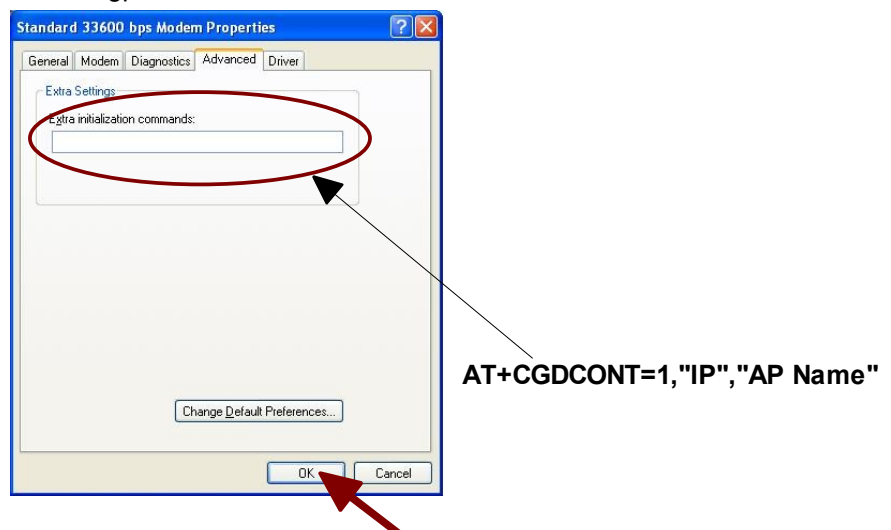 Standard 33600 bps Modem Properties
General Modem Diagnostics Advanced Driver
Extra Settings
Extra initialization commands:
AT+CGDCONT=1,"IP","AP Name"
Change Default Preferences...
OK Cancel